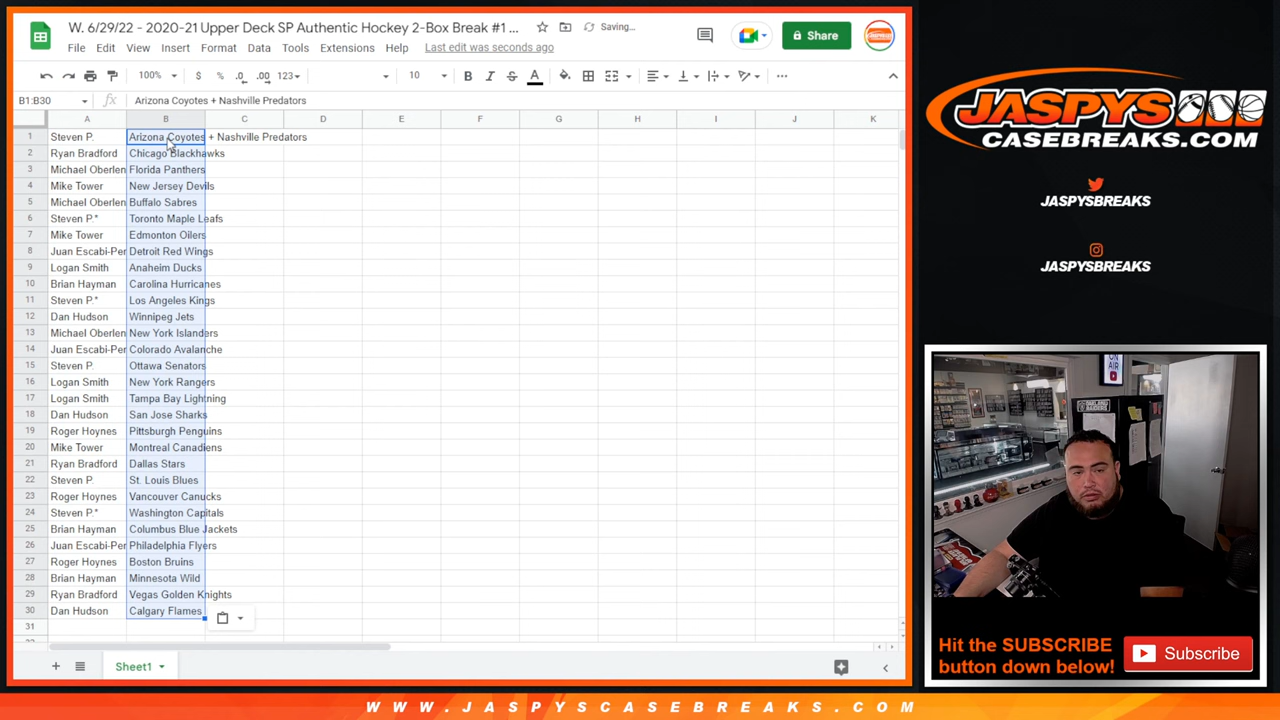 W. 6/29/22 - 2020-21 Upper Deck SP Authentic Hockey 2-Box Break #1 ...
Saving...
File Edit View Insert Format Data Tools Extensions Help Last edit was seconds ago
Share
100% $ % .0 .00 123 10 B I S A
B1:B30 fx Arizona Coyotes + Nashville Predators
A B C D E F G H I J K
1 Steven P. Arizona Coyotes + Nashville Predators
2 Ryan Bradford Chicago Blackhawks
3 Michael Oberlen Florida Panthers
4 Mike Tower New Jersey Devils
5 Michael Oberlen Buffalo Sabres
6 Steven P.* Toronto Maple Leafs
7 Mike Tower Edmonton Oilers
8 Juan Escabi-Per Detroit Red Wings
9 Logan Smith Anaheim Ducks
10 Brian Hayman Carolina Hurricanes
11 Steven P.* Los Angeles Kings
12 Dan Hudson Winnipeg Jets
13 Michael Oberlen New York Islanders
14 Juan Escabi-Per Colorado Avalanche
15 Steven P. Ottawa Senators
16 Logan Smith New York Rangers
17 Logan Smith Tampa Bay Lightning
18 Dan Hudson San Jose Sharks
19 Roger Hoynes Pittsburgh Penguins
20 Mike Tower Montreal Canadiens
21 Ryan Bradford Dallas Stars
22 Steven P. St. Louis Blues
23 Roger Hoynes Vancouver Canucks
24 Steven P.* Washington Capitals
25 Brian Hayman Columbus Blue Jackets
26 Juan Escabi-Per Philadelphia Flyers
27 Roger Hoynes Boston Bruins
28 Brian Hayman Minnesota Wild
29 Ryan Bradford Vegas Golden Knights
30 Dan Hudson Calgary Flames
31
Sheet1
JASPYS
CASEBREAKS.COM
JASPYSBREAKS
JASPYSBREAKS
ON AIR
Hit the SUBSCRIBE
button down below!
Subscribe
WWW.JASPYSCASEBREAKS.COM